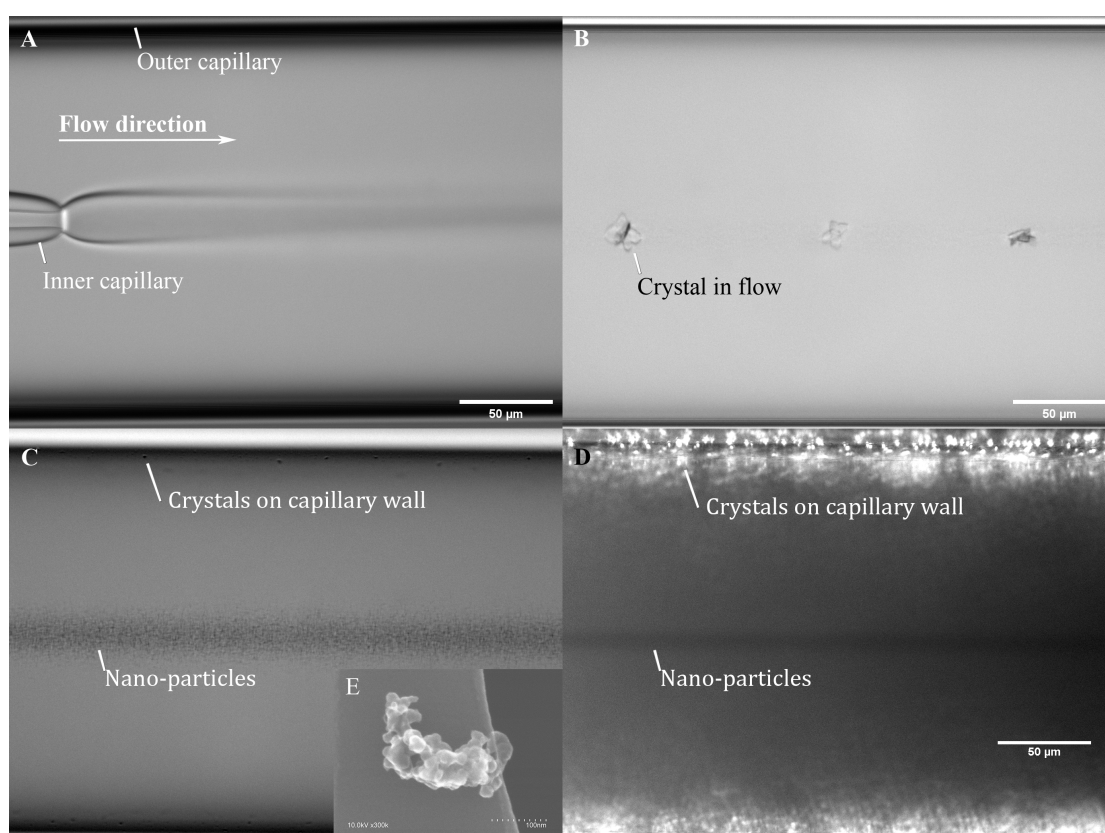 A
Outer capillary
Flow direction
Inner capillary
50 µm
B
Crystal in flow
50 µm
C
Crystals on capillary wall
Nano-particles
E
10.0kV x300k
100nm
D
Crystals on capillary wall
Nano-particles
50 µm